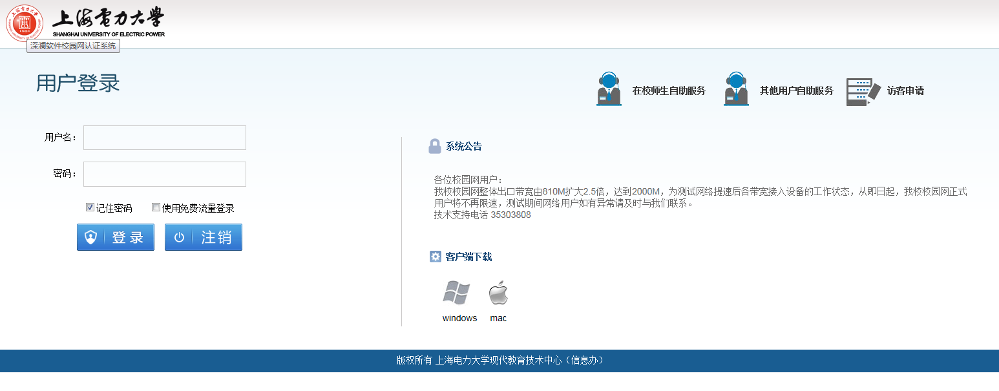 上海電力大学
SHANGHAI UNIVERSITY OF ELECTRIC POWER
深澜软件校园网认证系统
用户登录
在校师生自助服务
其他用户自助服务
访客申请
用户名：
密码：
记住密码
使用免费流量登录
登录
注销
系统公告
各位校园网用户：
我校校园网整体出口带宽由810M扩大2.5倍，达到2000M，为测试网络提速后各带宽接入设备的工作状态，从即日起，我校校园网正式
用户将不再限速，测试期间网络用户如有异常请及时与我们联系。
技术支持电话 35303808
客户端下载
windows
mac
版权所有 上海电力大学现代教育技术中心（信息办）